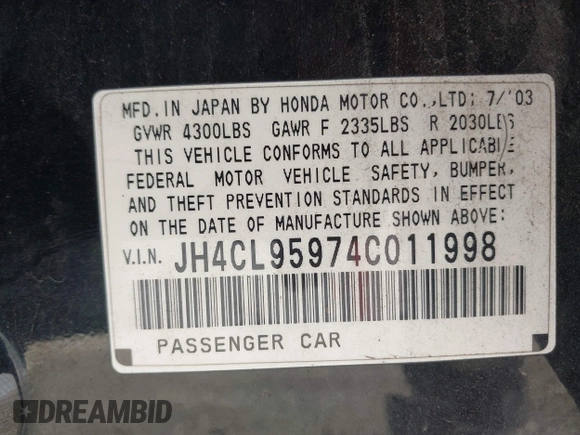 MFD. IN JAPAN BY HONDA MOTOR CO.,LTD: 7/'03
GVWR 4300LBS GAWR F 2335LBS R 2030LBS
THIS VEHICLE CONFORMS TO ALL APPLICABLE
FEDERAL MOTOR VEHICLE SAFETY, BUMPER,
AND THEFT PREVENTION STANDARDS IN EFFECT
ON THE DATE OF MANUFACTURE SHOWN ABOVE:
V.I.N. JH4CL95974C011998
PASSENGER CAR
DREAMBID